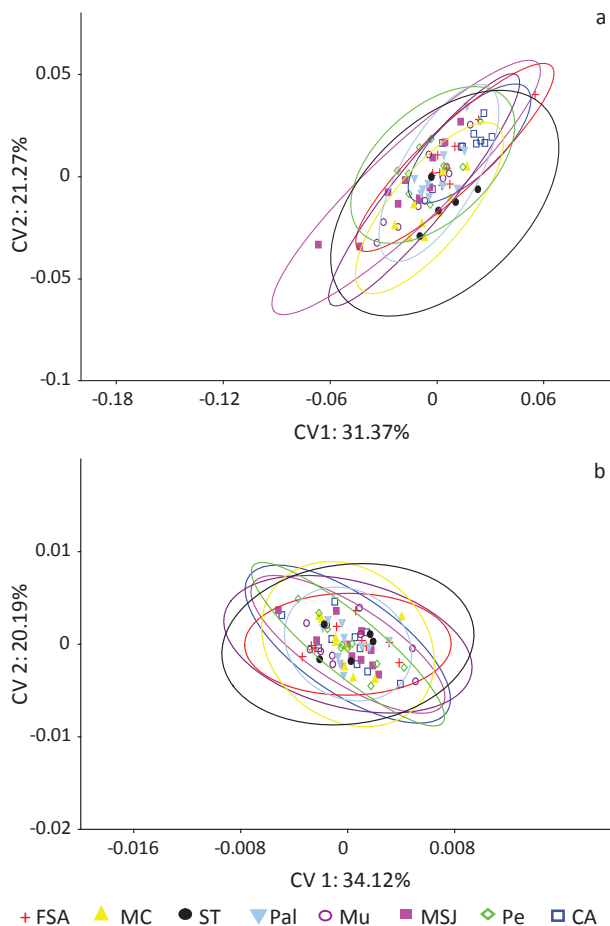 a
0.05
0
-0.05
-0.1
CV2: 21.27%
-0.18 -0.12 -0.06 0 0.06
CV1: 31.37%
b
0.01
0
-0.01
-0.02
CV 2: 20.19%
-0.016 -0.008 0 0.008
CV 1: 34.12%
FSA MC ST Pal Mu MSJ Pe CA